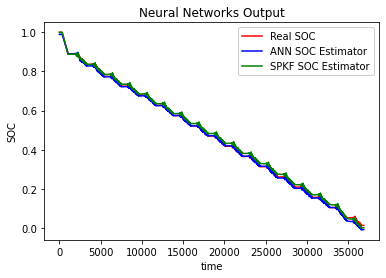 Neural Networks Output
Real SOC
ANN SOC Estimator
SPKF SOC Estimator
SOC
1.0
0.8
0.6
0.4
0.2
0.0
0 5000 10000 15000 20000 25000 30000 35000
time